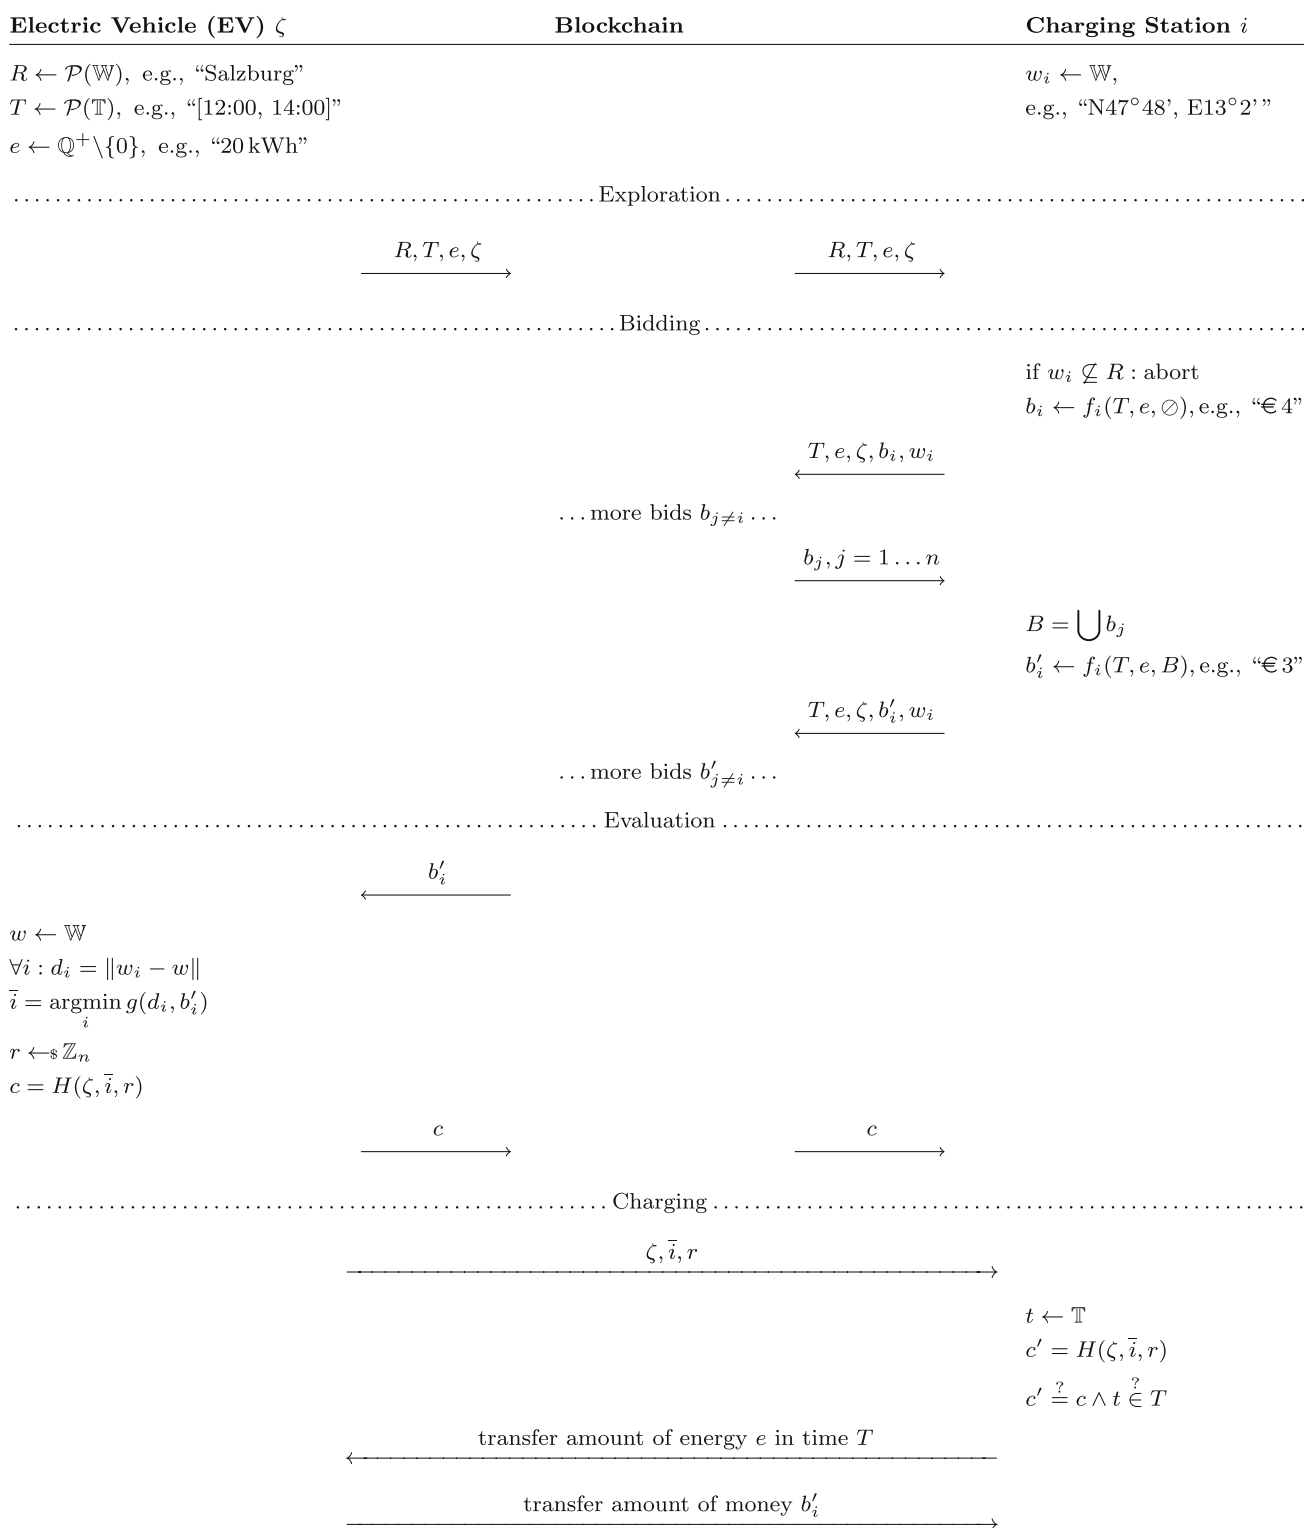 Electric Vehicle (EV) ζ Blockchain Charging Station i
R ← 𝒫(𝕎), e.g., “Salzburg” w_i ← 𝕎,
T ← 𝒫(𝕋), e.g., “[12:00, 14:00]” e.g., “N47°48’, E13°2’”
e ← ℚ⁺\{0}, e.g., “20 kWh”
Exploration
R, T, e, ζ R, T, e, ζ
Bidding
if w_i ⊈ R : abort
b_i ← f_i(T, e, ⊘), e.g., “€ 4”
T, e, ζ, b_i, w_i
...more bids b_{j≠i} ...
b_j, j = 1 ... n
B = ⋃ b_j
b′_i ← f_i(T, e, B), e.g., “€ 3”
T, e, ζ, b′_i, w_i
...more bids b′_{j≠i} ...
Evaluation
b′_i
w ← 𝕎
∀i : d_i = ‖w_i − w‖
i̅ = argmin g(d_i, b′_i)
i
r ←$ ℤ_n
c = H(ζ, i̅, r)
c c
Charging
ζ, i̅, r
t ← 𝕋
c′ = H(ζ, i̅, r)
c′ =? c ∧ t ∈? T
transfer amount of energy e in time T
transfer amount of money b′_i